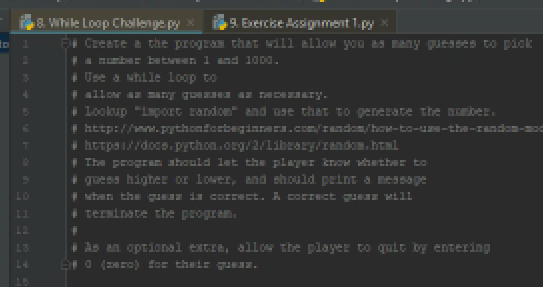 8. While Loop Challenge.py × 9. Exercise Assignment 1.py ×
1 # Create a the program that will allow you as many guesses to pick
2 # a number between 1 and 1000.
3 # Use a while loop to
4 # allow as many guesses as necessary.
5 # Lookup "import random" and use that to generate the number.
6 # http://www.pythonforbeginners.com/random/how-to-use-the-random-mod
7 # https://docs.python.org/2/library/random.html
8 # The program should let the player know whether to
9 # guess higher or lower, and should print a message
10 # when the guess is correct. A correct guess will
11 # terminate the program.
12 #
13 # As an optional extra, allow the player to quit by entering
14 # 0 (zero) for their guess.
15